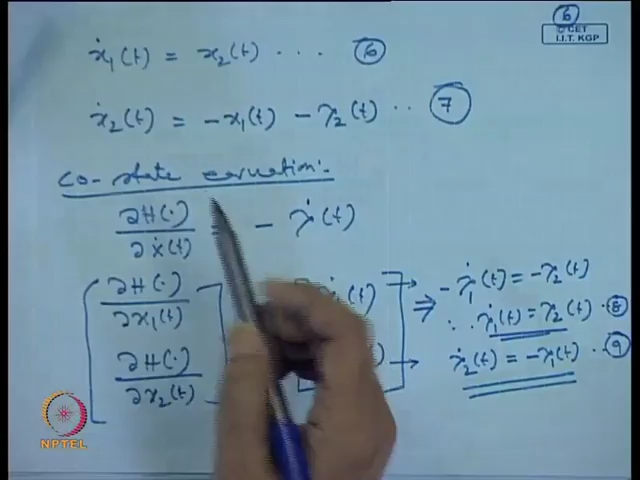 6
© CET
I.I.T. KGP
ẋ₁(t) = x₂(t) ... ⑥
ẋ₂(t) = -x₁(t) - λ₂(t) .. ⑦
Co-state equation:
∂H(·)/∂x(t) = - λ̇(t)
∂H(·)/∂x₁(t)
∂H(·)/∂x₂(t)
(t)
⇒ -λ̇₁(t) = -λ₂(t)
∴ λ̇₁(t) = λ₂(t) · ⑧
λ̇₂(t) = -λ₁(t) .. ⑨
NPTEL